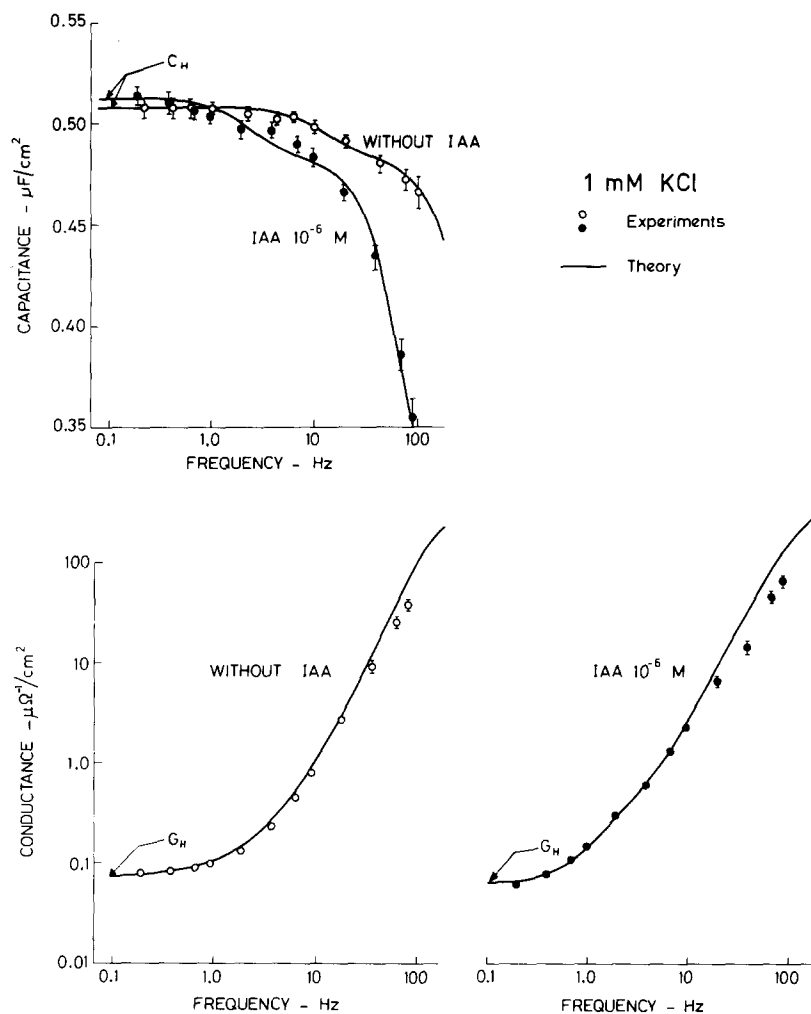 0.55
0.50
0.45
0.40
0.35
CAPACITANCE - µF/cm²
C_H
WITHOUT IAA
IAA 10⁻⁶ M
0.1 1.0 10 100
FREQUENCY - Hz
1 mM KCl
○ ● Experiments
— Theory
100
10
1.0
0.1
0.01
CONDUCTANCE - µΩ⁻¹/cm²
WITHOUT IAA
G_H
0.1 1.0 10 100
FREQUENCY - Hz
IAA 10⁻⁶ M
G_H
0.1 1.0 10 100
FREQUENCY - Hz